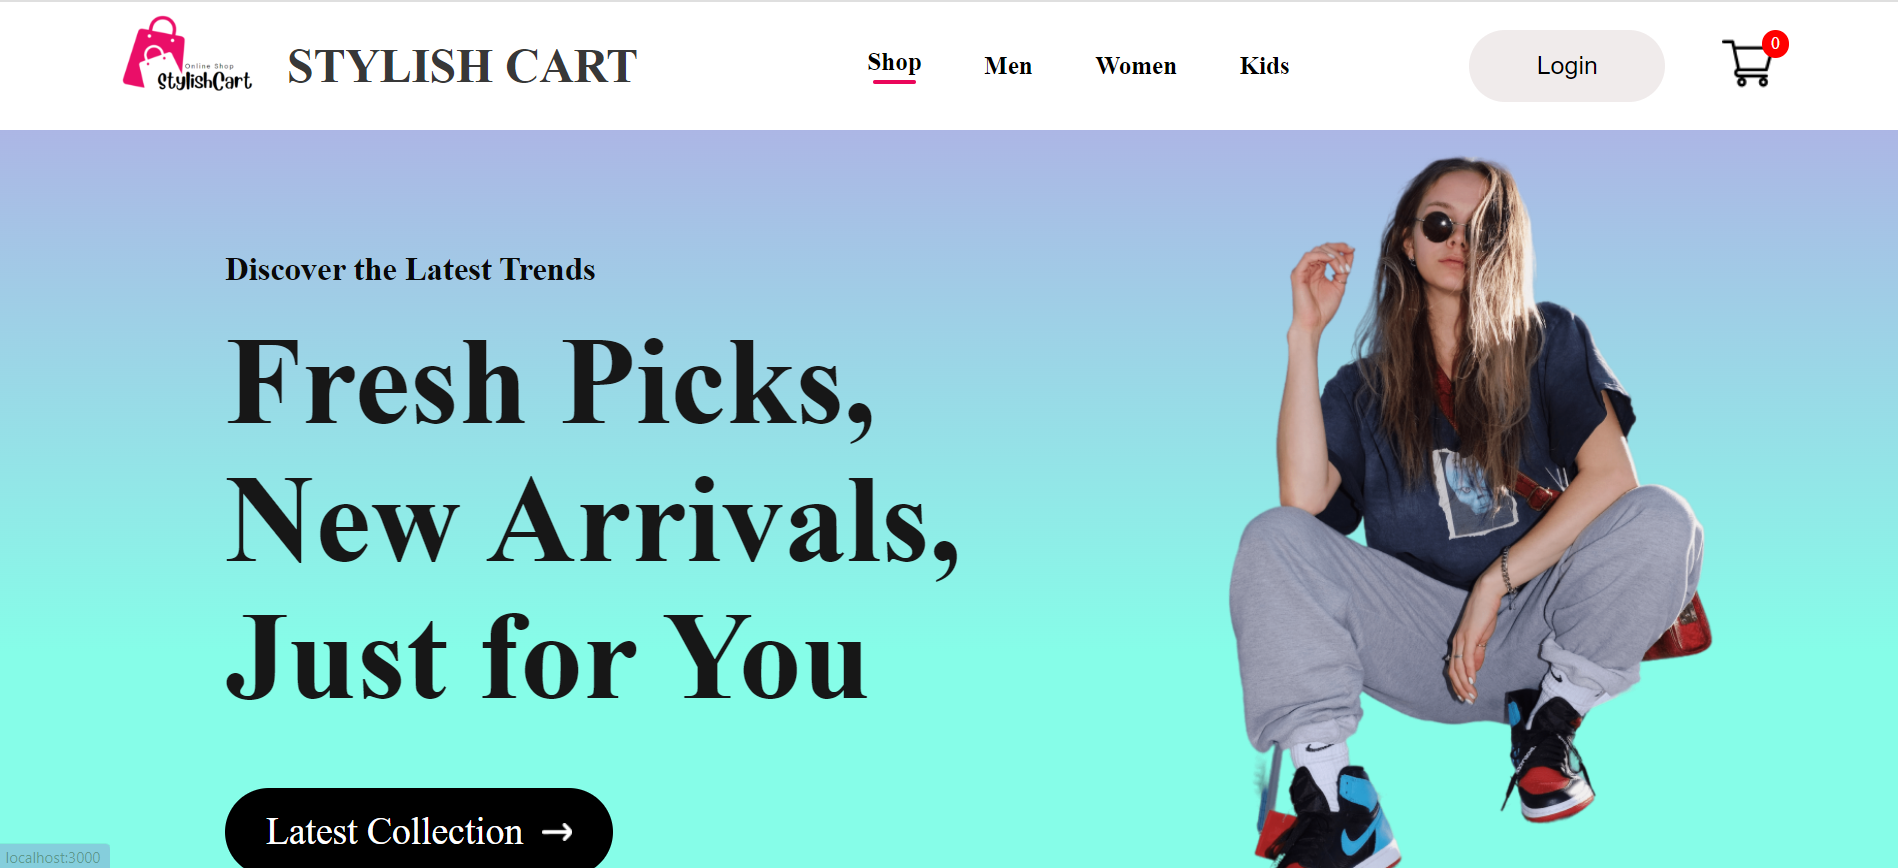 Online Shop
StylishCart
STYLISH CART
Shop
Men
Women
Kids
Login
0
Discover the Latest Trends
Fresh Picks,
New Arrivals,
Just for You
Latest Collection
localhost:3000